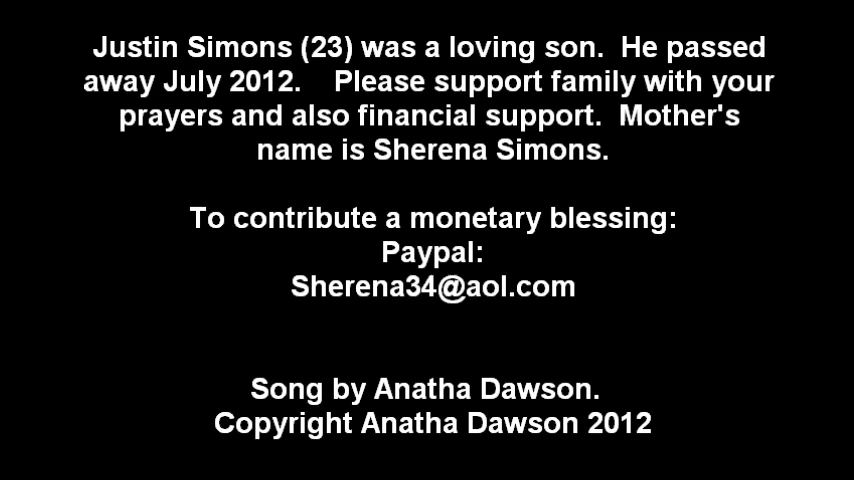 Justin Simons (23) was a loving son.  He passed
away July 2012.    Please support family with your
prayers and also financial support.  Mother's
name is Sherena Simons.
To contribute a monetary blessing:
Paypal:
Sherena34@aol.com
Song by Anatha Dawson.
Copyright Anatha Dawson 2012